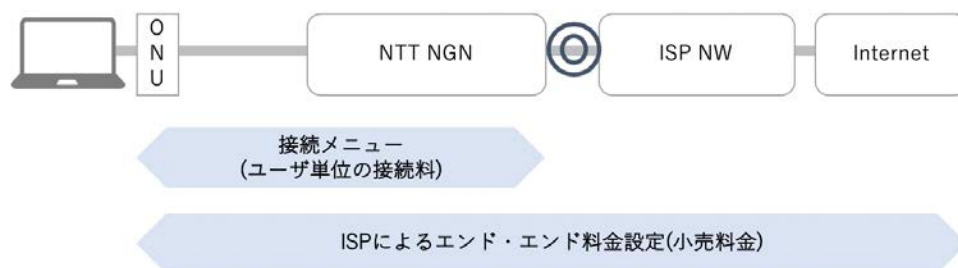 ONU
NTT NGN
ISP NW
Internet
接続メニュー
(ユーザ単位の接続料)
ISPによるエンド・エンド料金設定(小売料金)